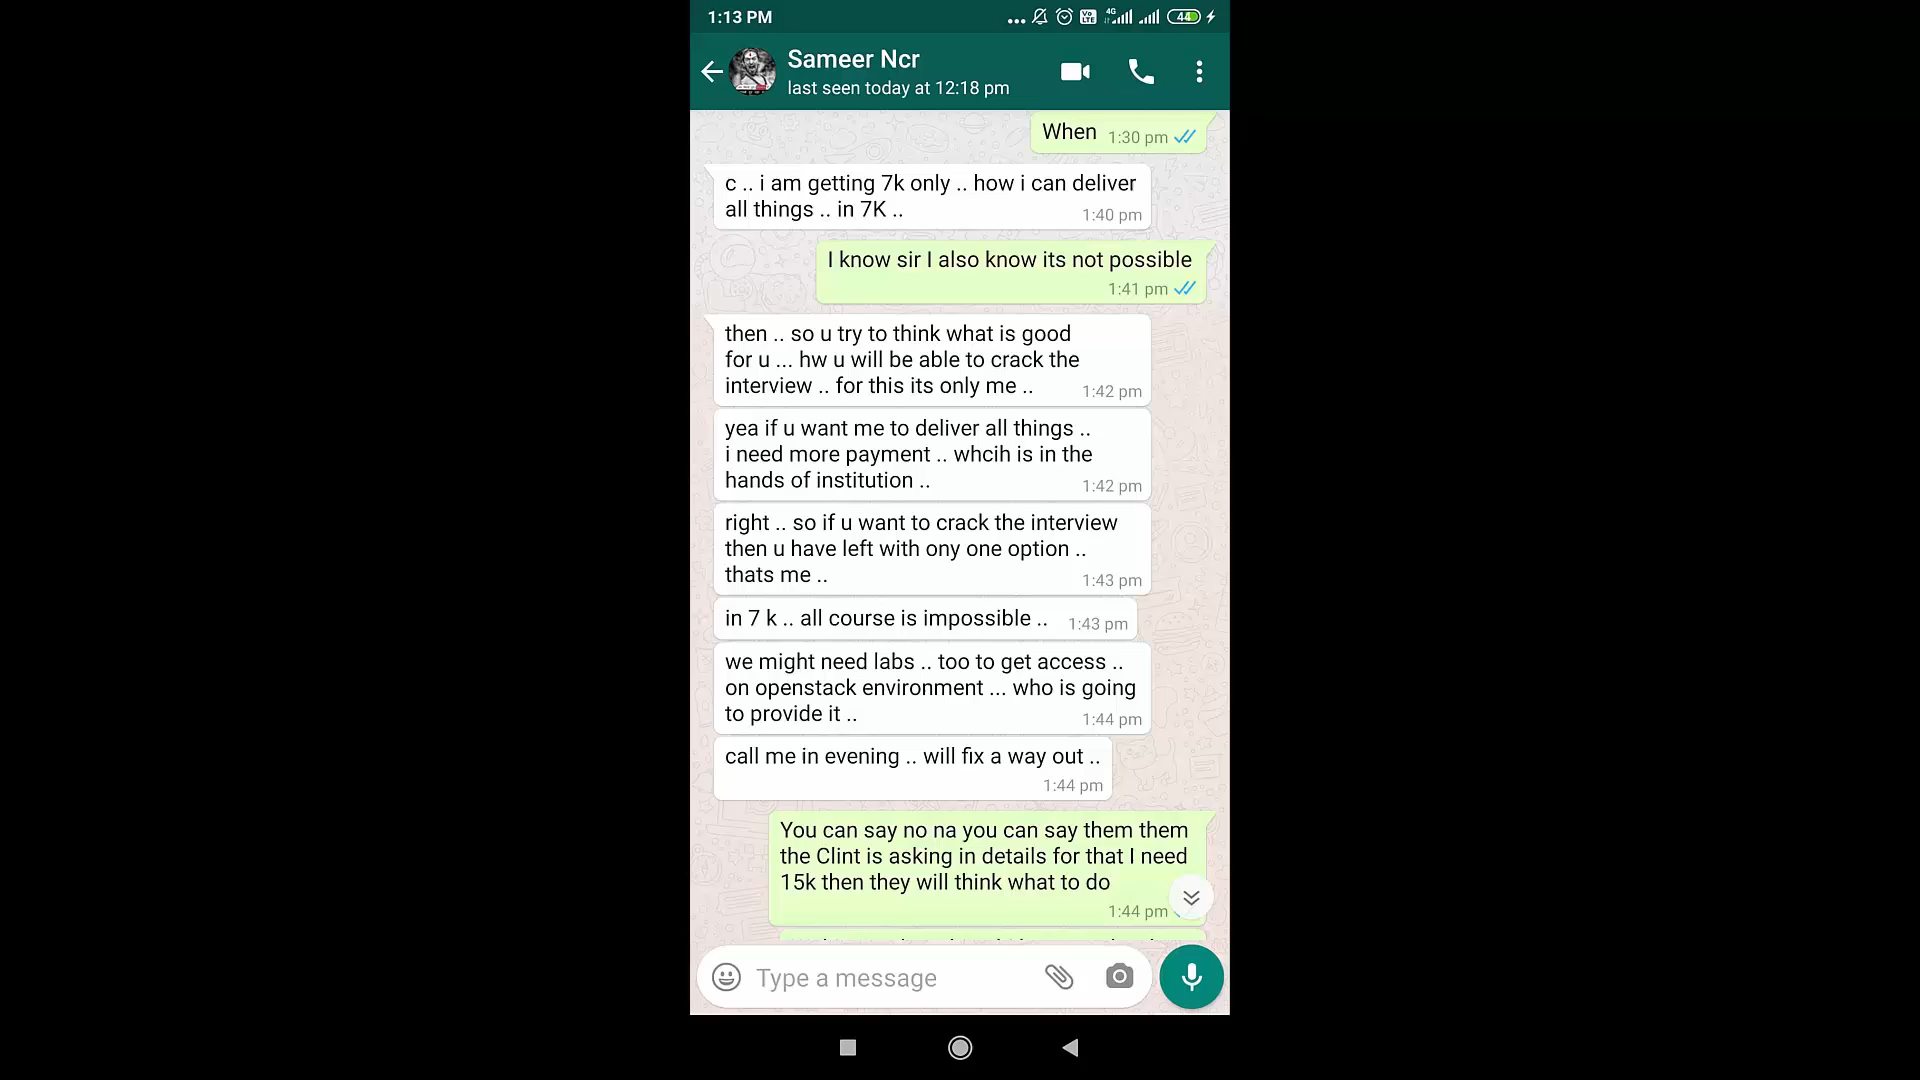 1:13 PM
4G
Vo
LTE
44
Sameer Ncr
last seen today at 12:18 pm
When 1:30 pm
c .. i am getting 7k only .. how i can deliver
all things .. in 7K ..
1:40 pm
I know sir I also know its not possible
1:41 pm
then .. so u try to think what is good
for u ... hw u will be able to crack the
interview .. for this its only me ..
1:42 pm
yea if u want me to deliver all things ..
i need more payment .. whcih is in the
hands of institution ..
1:42 pm
right .. so if u want to crack the interview
then u have left with ony one option ..
thats me ..
1:43 pm
in 7 k .. all course is impossible ..
1:43 pm
we might need labs .. too to get access ..
on openstack environment ... who is going
to provide it ..
1:44 pm
call me in evening .. will fix a way out ..
1:44 pm
You can say no na you can say them them
the Clint is asking in details for that I need
15k then they will think what to do
1:44 pm
Type a message